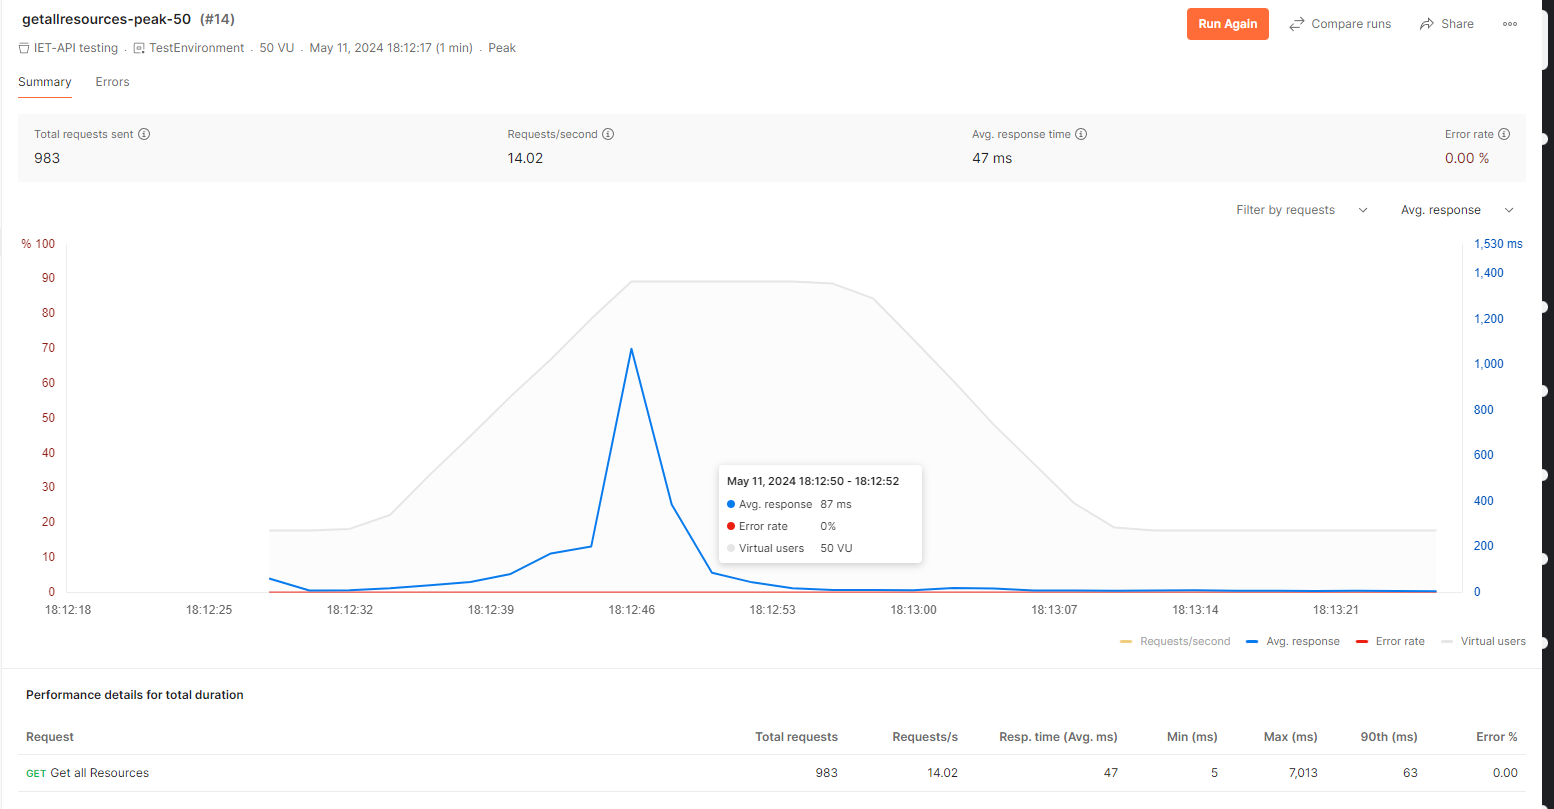 getallresources-peak-50 (#14)
Run Again
Compare runs
Share
IET-API testing . TestEnvironment . 50 VU . May 11, 2024 18:12:17 (1 min) . Peak
Summary Errors
Total requests sent
983
Requests/second
14.02
Avg. response time
47 ms
Error rate
0.00 %
Filter by requests
Avg. response
% 100
90
80
70
60
50
40
30
20
10
0
1,530 ms
1,400
1,200
1,000
800
600
400
200
0
May 11, 2024 18:12:50 - 18:12:52
Avg. response 87 ms
Error rate 0%
Virtual users 50 VU
18:12:18 18:12:25 18:12:32 18:12:39 18:12:46 18:12:53 18:13:00 18:13:07 18:13:14 18:13:21
Requests/second Avg. response Error rate Virtual users
Performance details for total duration
Request Total requests Requests/s Resp. time (Avg. ms) Min (ms) Max (ms) 90th (ms) Error %
GET Get all Resources 983 14.02 47 5 7,013 63 0.00